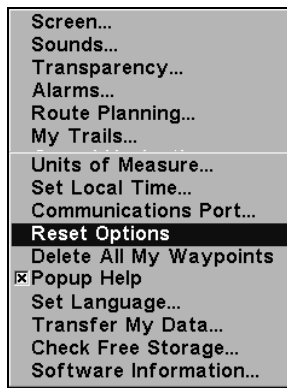 Screen...
Sounds...
Transparency...
Alarms...
Route Planning...
My Trails...
Units of Measure...
Set Local Time...
Communications Port...
Reset Options
Delete All My Waypoints
Popup Help
Set Language...
Transfer My Data...
Check Free Storage...
Software Information...